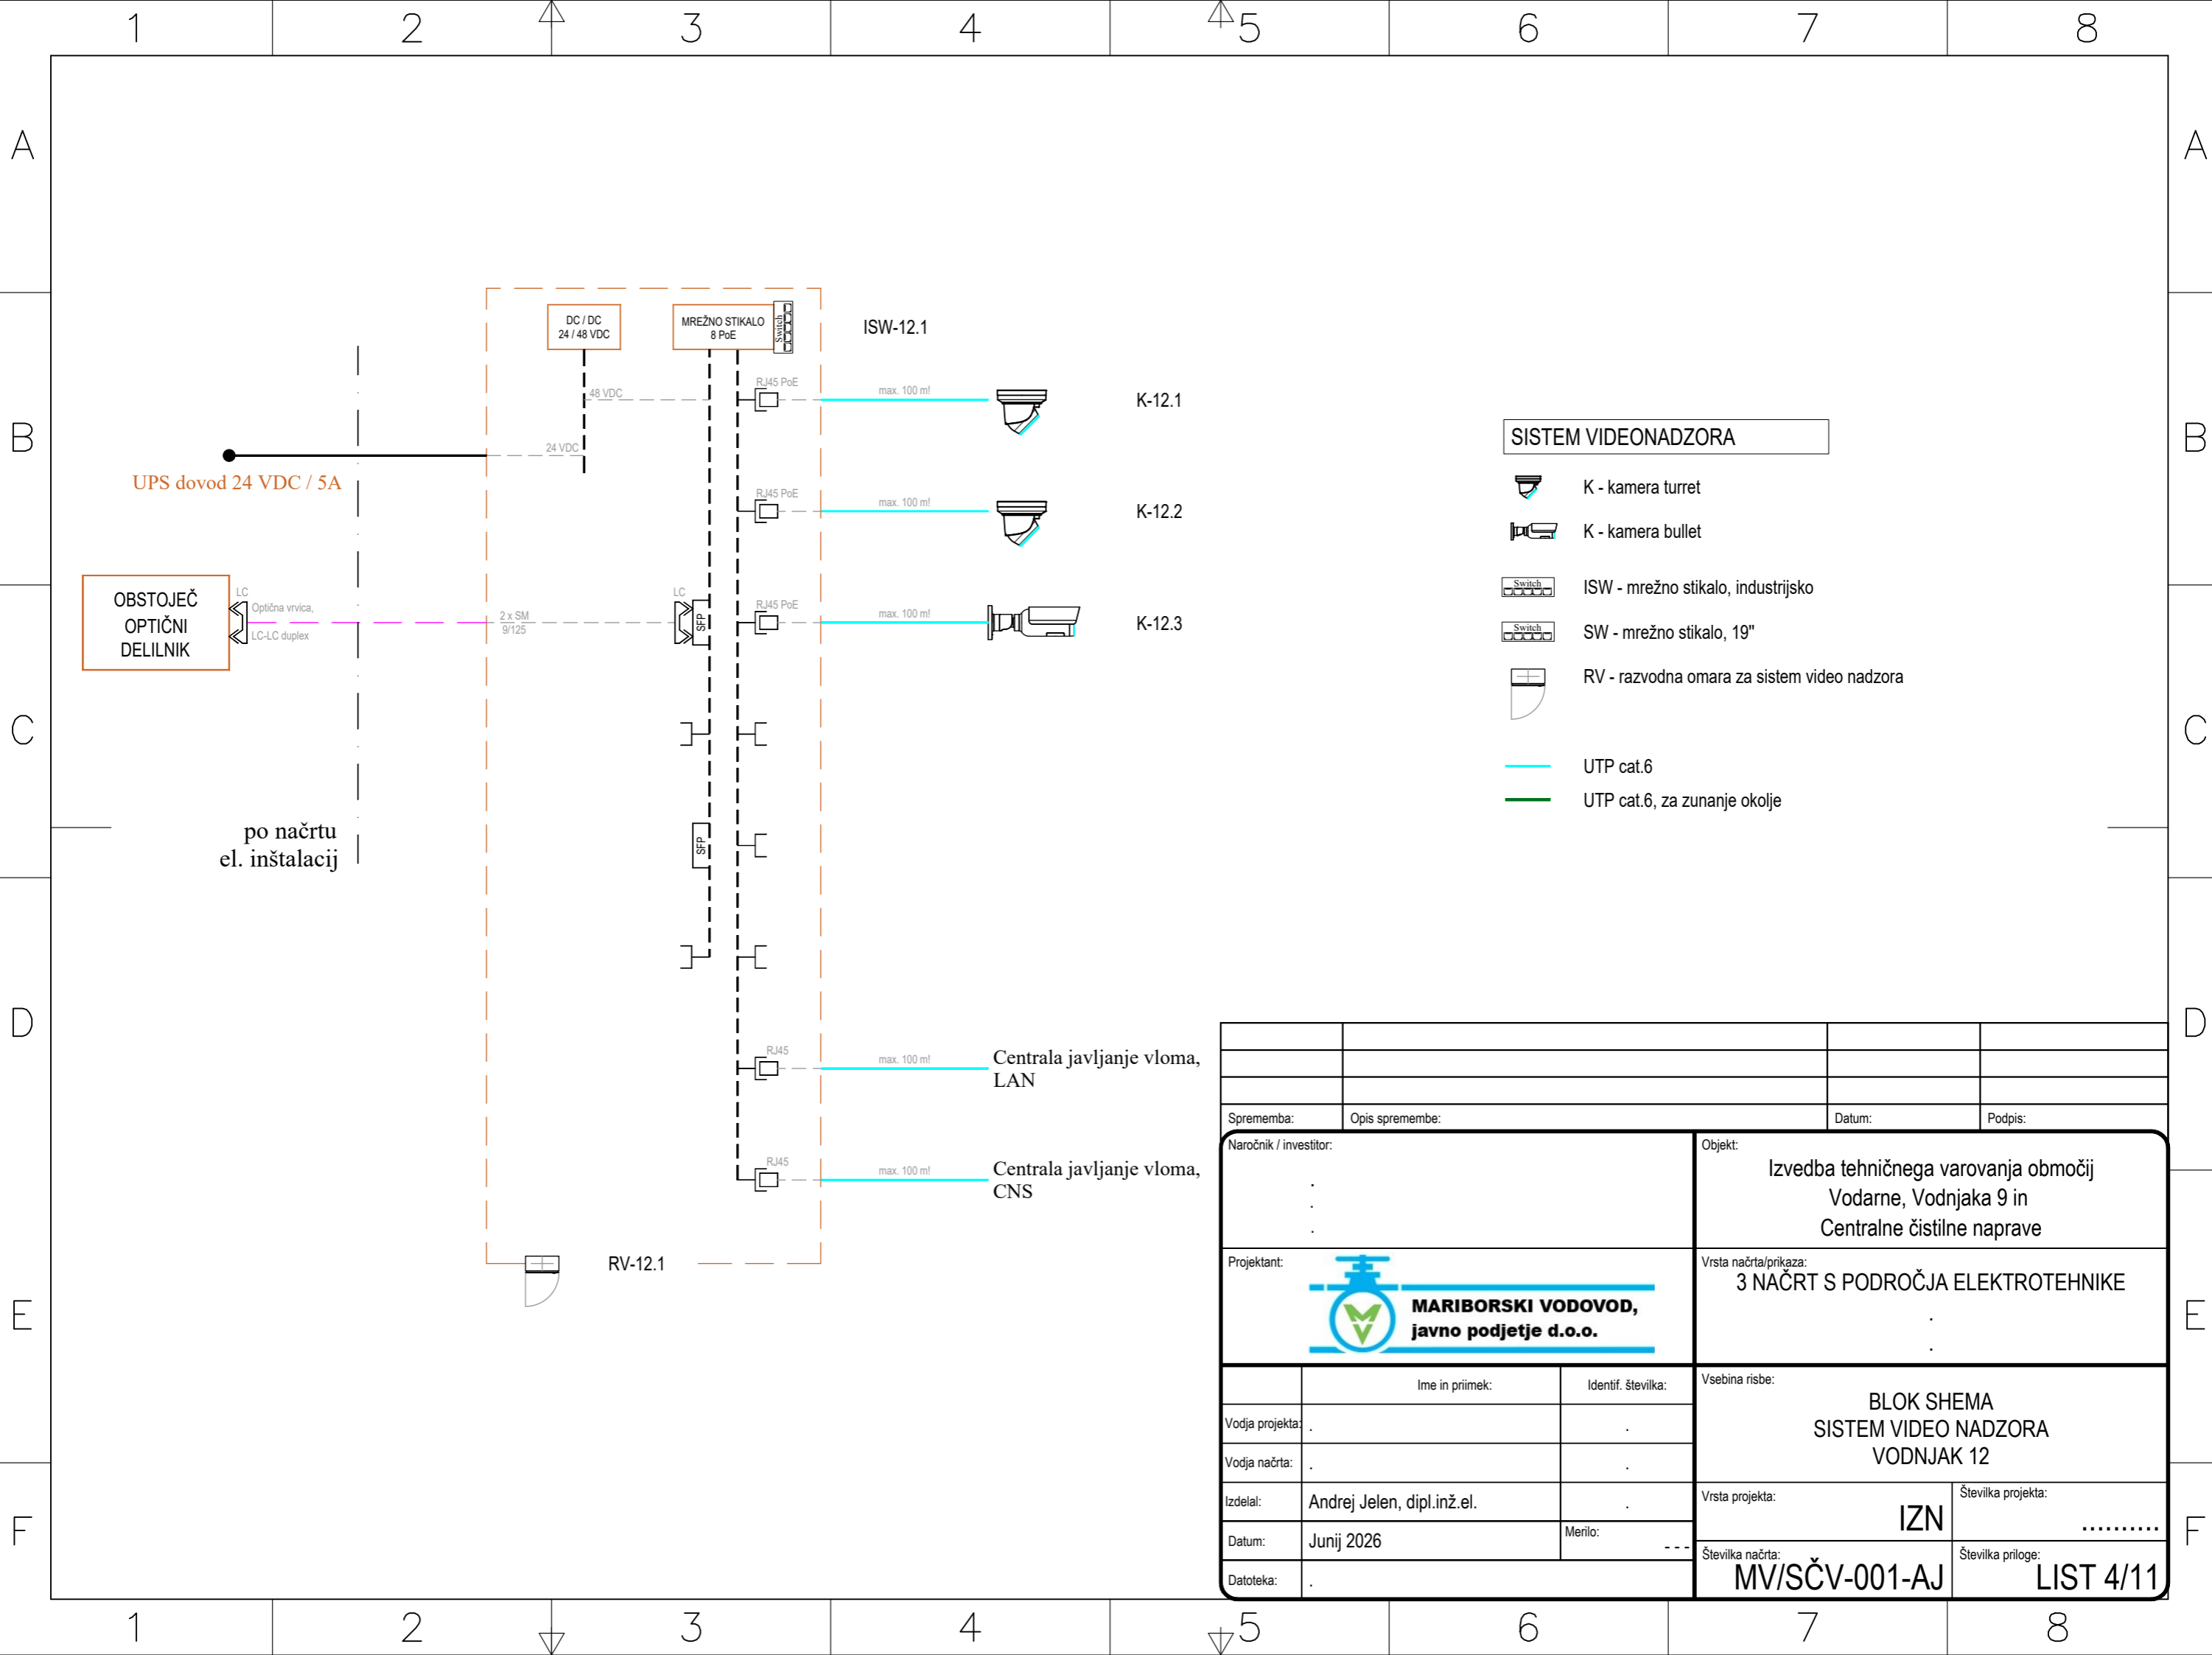 1 2 3 4 5 6 7 8
A A
DC / DC
24 / 48 VDC
MREŽNO STIKALO
8 PoE
Switch
ISW-12.1
48 VDC
RJ45 PoE
max. 100 m!
K-12.1
B B
24 VDC
UPS dovod 24 VDC / 5A
RJ45 PoE
max. 100 m!
K-12.2
OBSTOJEČ
OPTIČNI
DELILNIK
LC
Optična vrvica,
LC-LC duplex
2 x SM
9/125
LC
SFP
RJ45 PoE
max. 100 m!
K-12.3
SISTEM VIDEONADZORA
K - kamera turret
K - kamera bullet
Switch
ISW - mrežno stikalo, industrijsko
Switch
SW - mrežno stikalo, 19"
RV - razvodna omara za sistem video nadzora
UTP cat.6
UTP cat.6, za zunanje okolje
C C
po načrtu
el. inštalacij
SFP
D D
RJ45
max. 100 m!
Centrala javljanje vloma,
LAN
RJ45
max. 100 m!
Centrala javljanje vloma,
CNS
RV-12.1
Sprememba: Opis spremembe: Datum: Podpis:
Naročnik / investitor:
.
.
.
Objekt:
Izvedba tehničnega varovanja območij
Vodarne, Vodnjaka 9 in
Centralne čistilne naprave
Projektant:
MV
MARIBORSKI VODOVOD,
javno podjetje d.o.o.
Vrsta načrta/prikaza:
3 NAČRT S PODROČJA ELEKTROTEHNIKE
.
.
E E
Ime in priimek: Identif. številka:
Vodja projekta: . .
Vodja načrta: . .
Izdelal: Andrej Jelen, dipl.inž.el. .
Datum: Junij 2026 Merilo: ---
Datoteka: .
Vsebina risbe:
BLOK SHEMA
SISTEM VIDEO NADZORA
VODNJAK 12
Vrsta projekta: IZN
Številka projekta: ..........
Številka načrta: MV/SČV-001-AJ
Številka priloge: LIST 4/11
F F
1 2 3 4 5 6 7 8